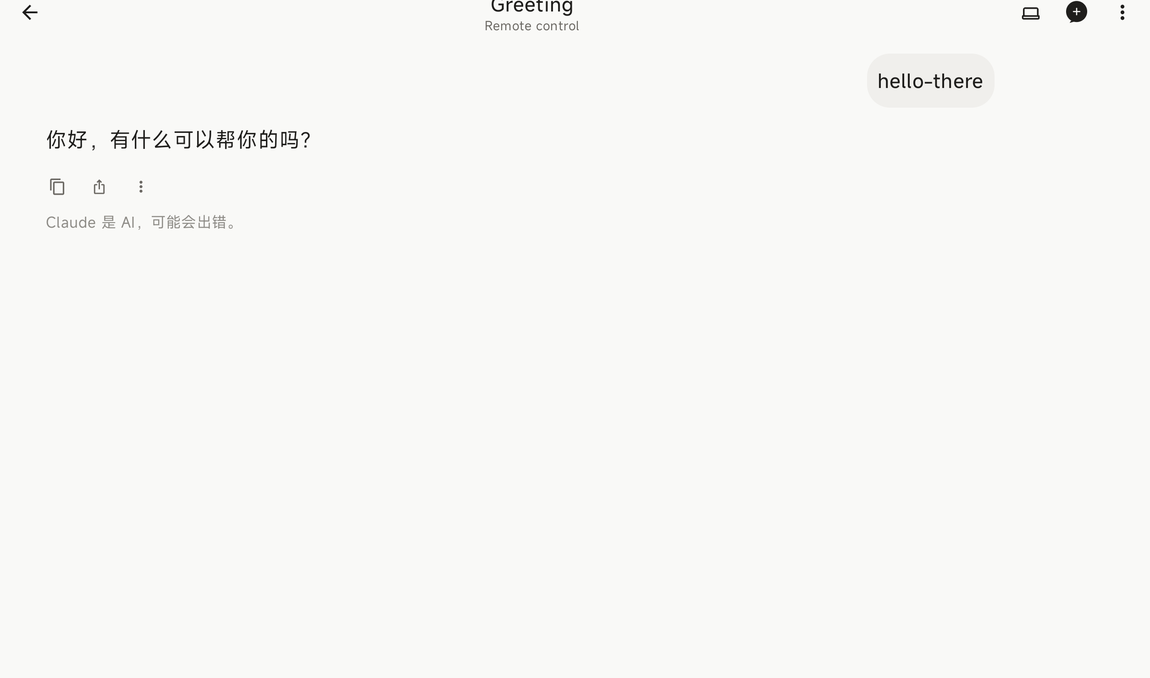 Greeting
Remote control
hello-there
你好，有什么可以帮你的吗？
Claude 是 AI，可能会出错。